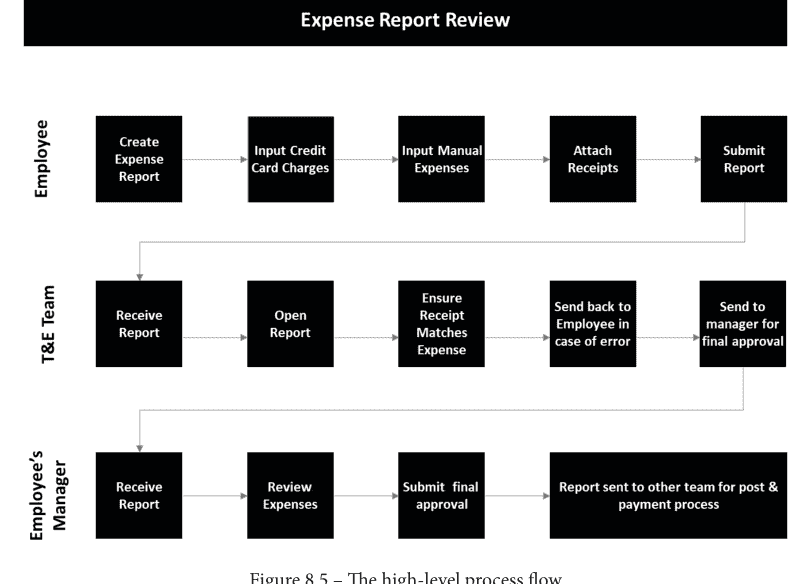 Expense Report Review
Employee
Create
Expense
Report
Input Credit
Card Charges
Input Manual
Expenses
Attach
Receipts
Submit
Report
T&E Team
Receive
Report
Open
Report
Ensure
Receipt
Matches
Expense
Send back to
Employee in
case of error
Send to
manager for
final approval
Employee's
Manager
Receive
Report
Review
Expenses
Submit final
approval
Report sent to other team for post &
payment process
Figure 8.5 – The high-level process flow